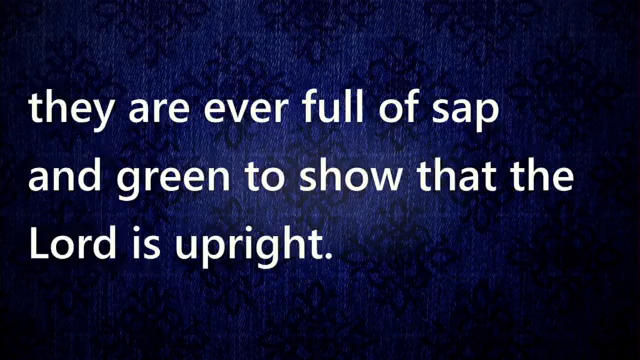 they are ever full of sap
and green to show that the
Lord is upright.